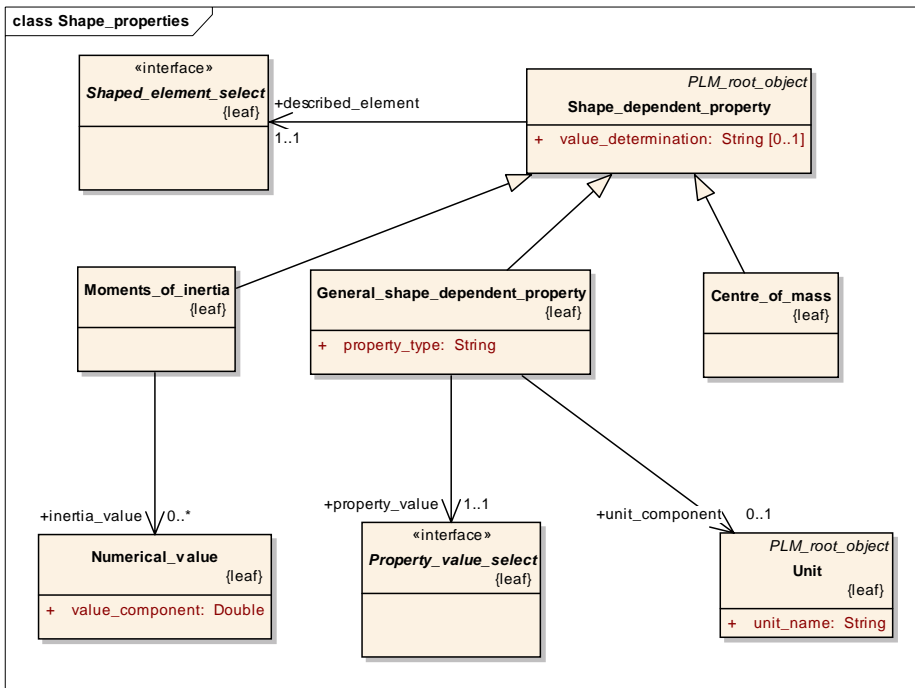 class Shape_properties
«interface»
Shaped_element_select
{leaf}
PLM_root_object
Shape_dependent_property
+ value_determination: String [0..1]
+described_element
1..1
Moments_of_inertia
{leaf}
General_shape_dependent_property
{leaf}
+ property_type: String
Centre_of_mass
{leaf}
+inertia_value 0..*
+property_value 1..1
+unit_component 0..1
Numerical_value
{leaf}
+ value_component: Double
«interface»
Property_value_select
{leaf}
PLM_root_object
Unit
{leaf}
+ unit_name: String